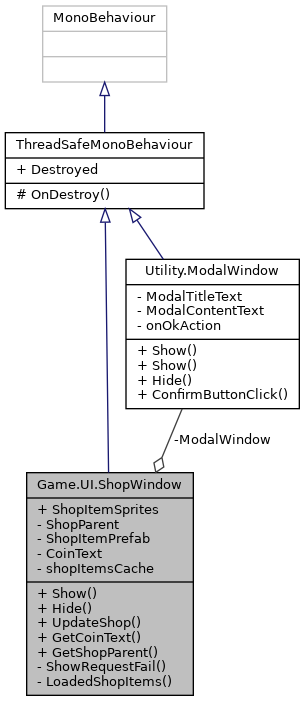 MonoBehaviour
ThreadSafeMonoBehaviour
+ Destroyed
# OnDestroy()
Utility.ModalWindow
- ModalTitleText
- ModalContentText
- onOkAction
+ Show()
+ Show()
+ Hide()
+ ConfirmButtonClick()
-ModalWindow
Game.UI.ShopWindow
+ ShopItemSprites
- ShopParent
- ShopItemPrefab
- CoinText
- shopItemsCache
+ Show()
+ Hide()
+ UpdateShop()
+ GetCoinText()
+ GetShopParent()
- ShowRequestFail()
- LoadedShopItems()